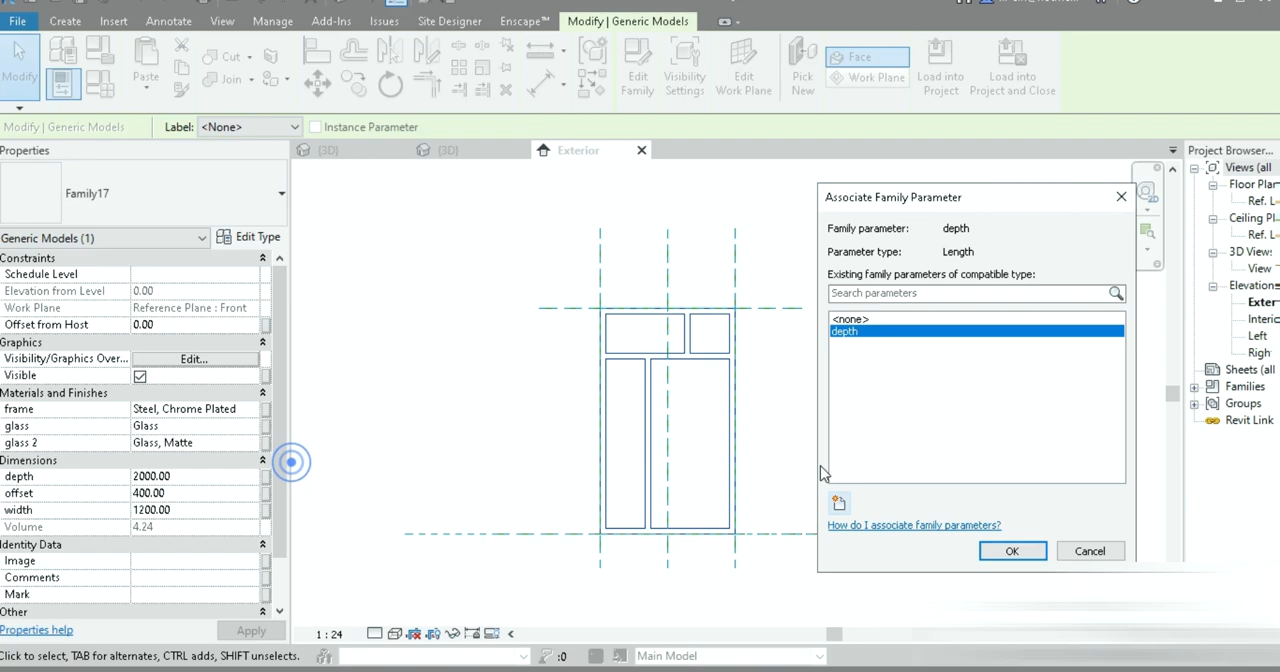 File Create Insert Annotate View Manage Add-Ins Issues Site Designer Enscape™ Modify | Generic Models
Modify Paste Cut Join Edit Family Visibility Settings Edit Work Plane Pick New Face Work Plane Load into Project Load into Project and Close
Modify | Generic Models Label: <None> Instance Parameter
Properties
{3D} {3D} Exterior
Project Browser...
Family17
Generic Models (1) Edit Type
Constraints
Schedule Level
Elevation from Level 0.00
Work Plane Reference Plane : Front
Offset from Host 0.00
Graphics
Visibility/Graphics Over... Edit...
Visible
Materials and Finishes
frame Steel, Chrome Plated
glass Glass
glass 2 Glass, Matte
Dimensions
depth 2000.00
offset 400.00
width 1200.00
Volume 4.24
Identity Data
Image
Comments
Mark
Other
Properties help Apply
Associate Family Parameter
Family parameter: depth
Parameter type: Length
Existing family parameters of compatible type:
Search parameters
<none>
depth
How do I associate family parameters?
OK Cancel
2D
Views (all
Floor Plan
Ref. L
Ceiling Pl
Ref. L
3D View:
View
Elevation
Exter
Interic
Left
Righ
Sheets (all
Families
Groups
Revit Link
1 : 24
Click to select, TAB for alternates, CTRL adds, SHIFT unselects. :0 Main Model